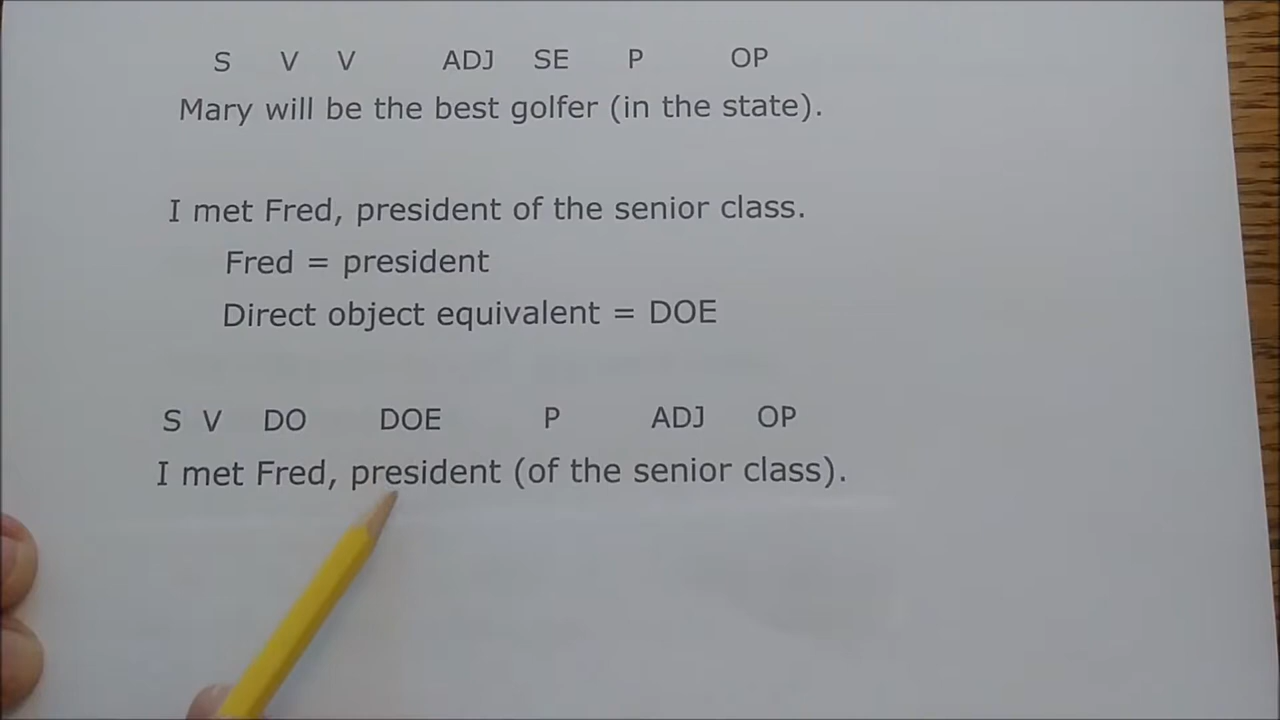 S V V ADJ SE P OP
Mary will be the best golfer (in the state).
I met Fred, president of the senior class.
Fred = president
Direct object equivalent = DOE
S V DO DOE P ADJ OP
I met Fred, president (of the senior class).